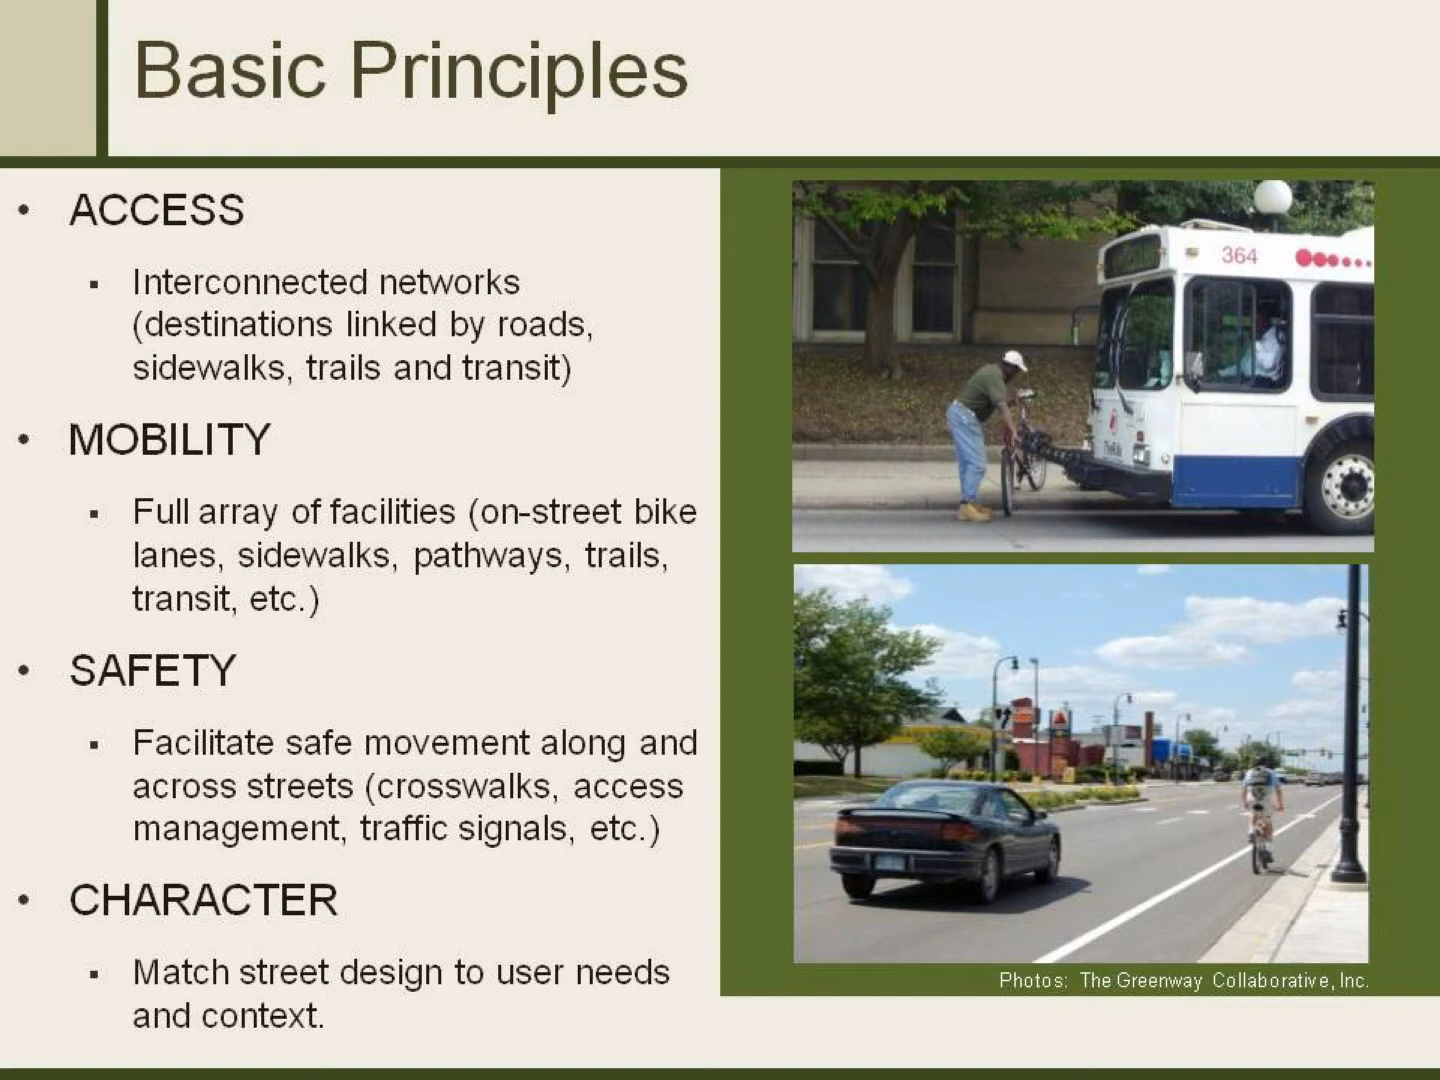 Basic Principles
• ACCESS
▪ Interconnected networks
(destinations linked by roads,
sidewalks, trails and transit)
• MOBILITY
▪ Full array of facilities (on-street bike
lanes, sidewalks, pathways, trails,
transit, etc.)
• SAFETY
▪ Facilitate safe movement along and
across streets (crosswalks, access
management, traffic signals, etc.)
• CHARACTER
▪ Match street design to user needs
and context.
364
Photos: The Greenway Collaborative, Inc.